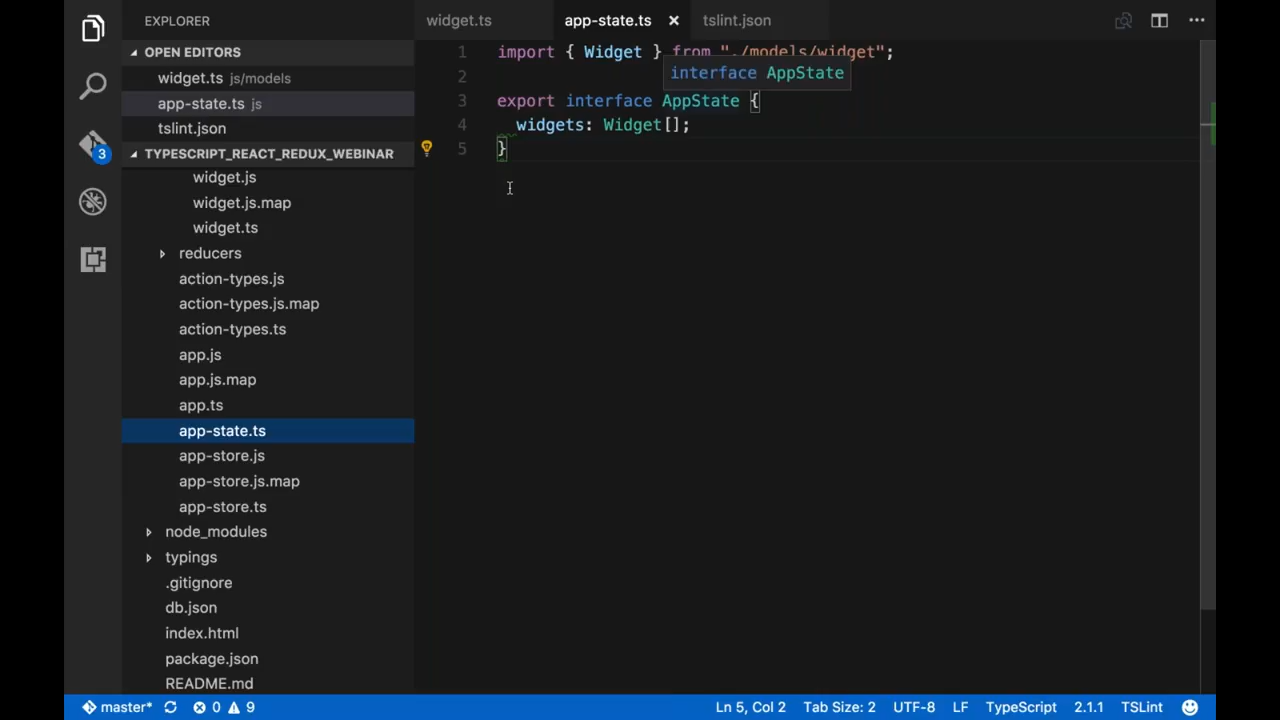 EXPLORER
OPEN EDITORS
widget.ts js/models
app-state.ts js
tslint.json
3
TYPESCRIPT_REACT_REDUX_WEBINAR
widget.js
widget.js.map
widget.ts
reducers
action-types.js
action-types.js.map
action-types.ts
app.js
app.js.map
app.ts
app-state.ts
app-store.js
app-store.js.map
app-store.ts
node_modules
typings
.gitignore
db.json
index.html
package.json
README.md
widget.ts app-state.ts tslint.json
1 import { Widget } from "./models/widget";
interface AppState
2
3 export interface AppState {
4 widgets: Widget[];
5 }
master* 0 9 Ln 5, Col 2 Tab Size: 2 UTF-8 LF TypeScript 2.1.1 TSLint